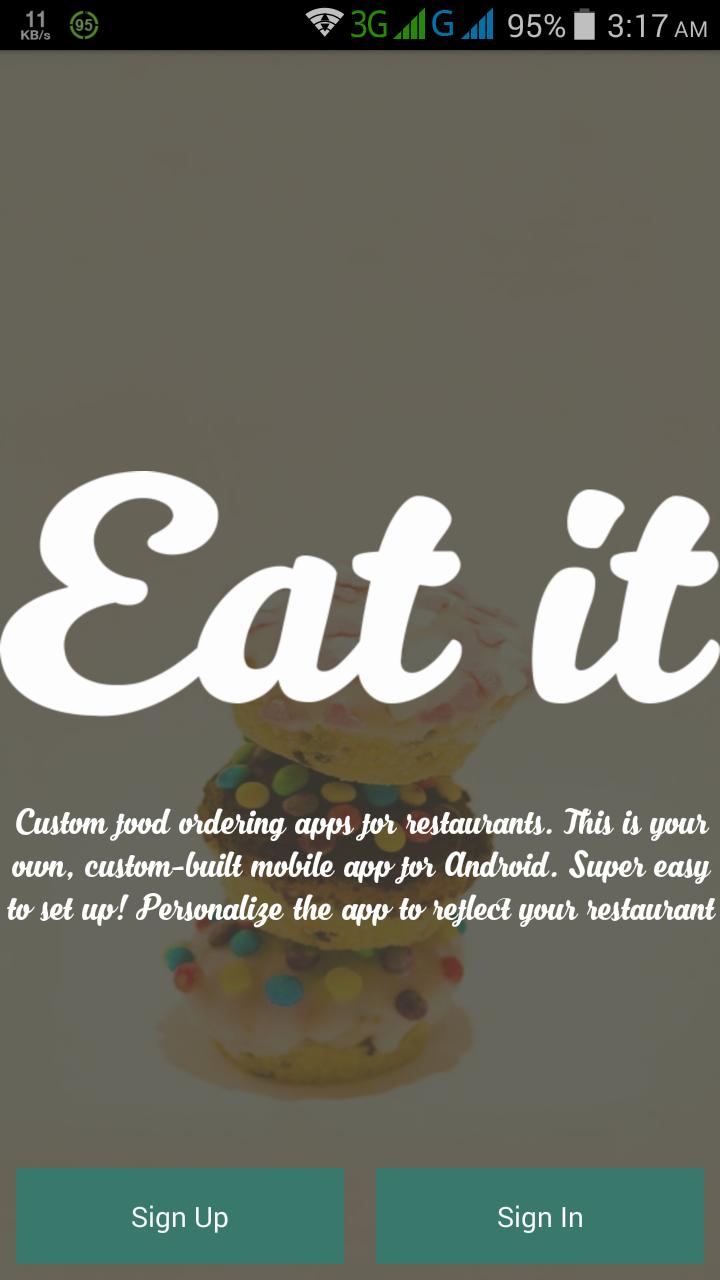 11 KB/s 95 3G G 95% 3:17 AM
Eat it
Custom food ordering apps for restaurants. This is your
own, custom-built mobile app for Android. Super easy
to set up! Personalize the app to reflect your restaurant
Sign Up Sign In